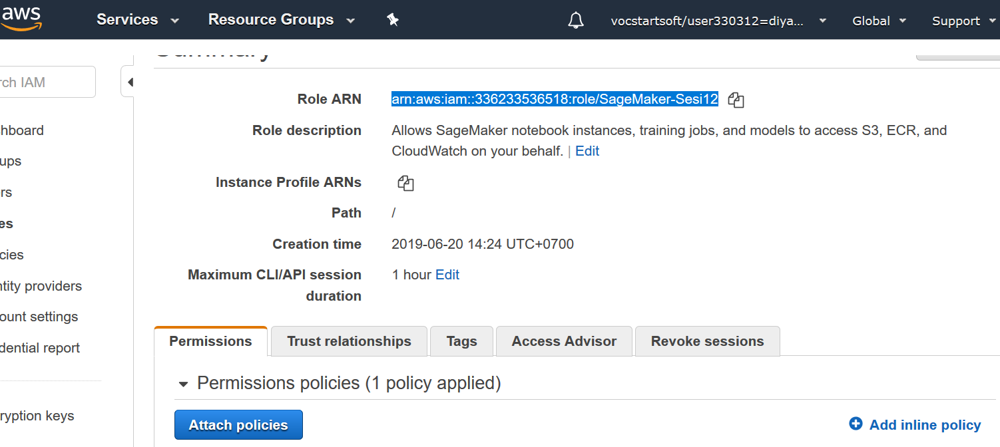 aws Services Resource Groups vocstartsoft/user330312=diya... Global Support
Summary
rch IAM
Role ARN arn:aws:iam::336233536518:role/SageMaker-Sesi12
hboard
Role description Allows SageMaker notebook instances, training jobs, and models to access S3, ECR, and
CloudWatch on your behalf. | Edit
ups
Instance Profile ARNs
rs
Path /
es
Creation time 2019-06-20 14:24 UTC+0700
cies
Maximum CLI/API session 1 hour Edit
duration
ntity providers
ount settings
Permissions Trust relationships Tags Access Advisor Revoke sessions
dential report
Permissions policies (1 policy applied)
ryption keys
Attach policies Add inline policy